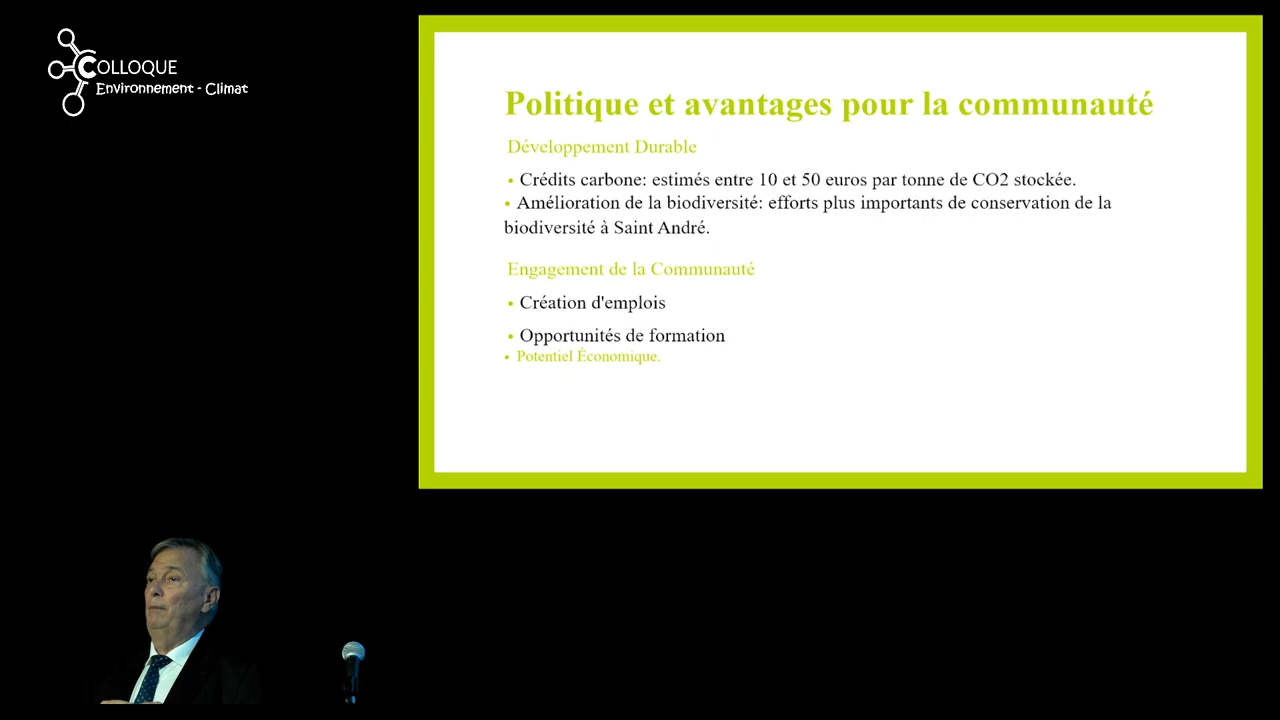 COLLOQUE
Environnement - Climat
Politique et avantages pour la communauté
Développement Durable
• Crédits carbone: estimés entre 10 et 50 euros par tonne de CO2 stockée.
• Amélioration de la biodiversité: efforts plus importants de conservation de la
biodiversité à Saint André.
Engagement de la Communauté
• Création d'emplois
• Opportunités de formation
• Potentiel Économique.